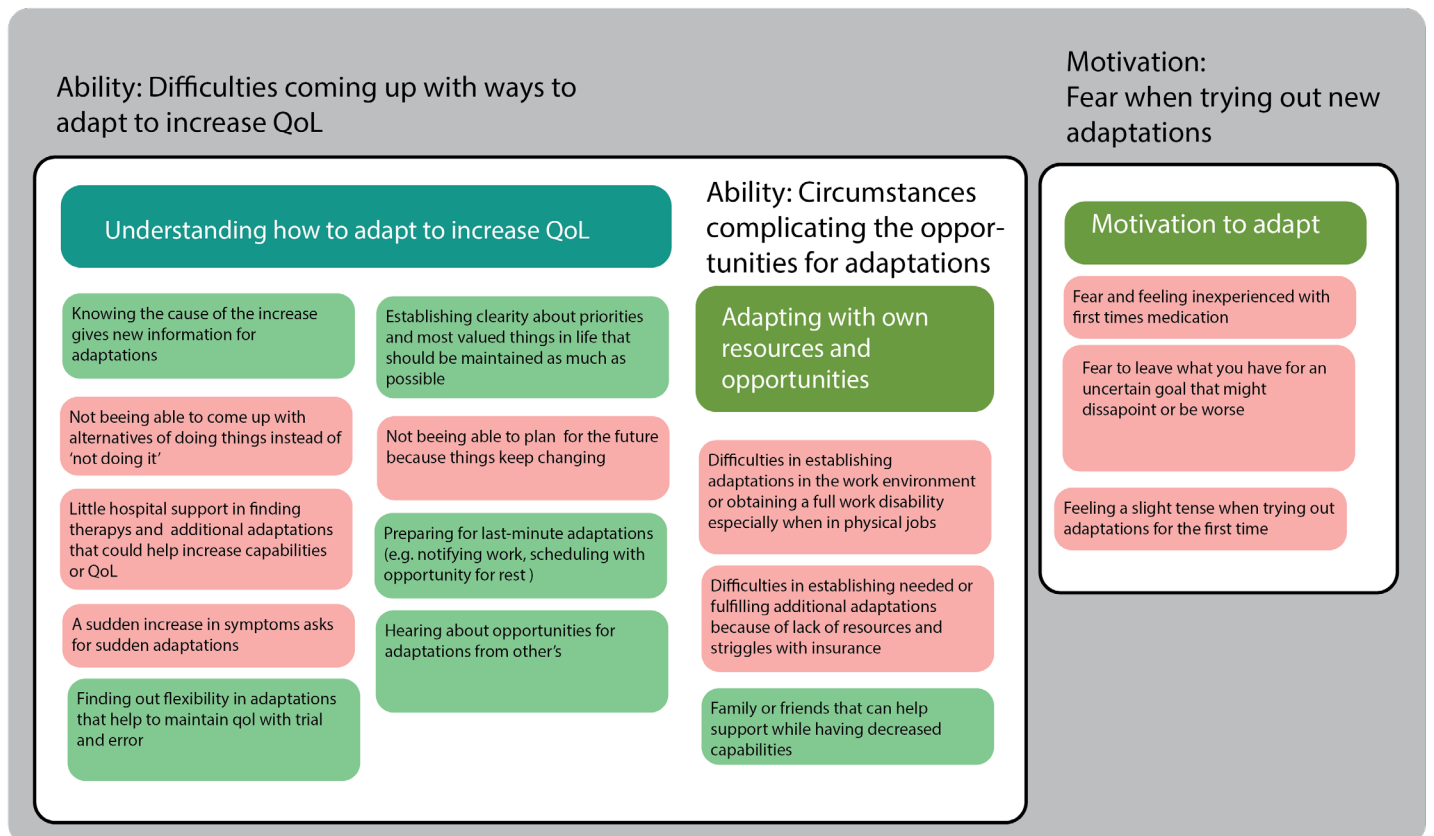 Ability: Difficulties coming up with ways to
adapt to increase QoL
Understanding how to adapt to increase QoL
Knowing the cause of the increase
gives new information for
adaptations
Not beeing able to come up with
alternatives of doing things instead of
‘not doing it’
Little hospital support in finding
therapys and  additional adaptations
that could help increase capabilities
or QoL
A sudden increase in symptoms asks
for sudden adaptations
Finding out flexibility in adaptations
that help to maintain qol with trial
and error
Establishing clearity about priorities
and most valued things in life that
should be maintained as much as
possible
Not beeing able to plan  for the future
because things keep changing
Preparing for last-minute adaptations
(e.g. notifying work, scheduling with
opportunity for rest )
Hearing about opportunities for
adaptations from other’s
Ability: Circumstances
complicating the oppor-
tunities for adaptations
Adapting with own
resources and
opportunities
Difficulties in establishing
adaptations in the work environment
or obtaining a full work disability
especially when in physical jobs
Difficulties in establishing needed or
fulfilling additional adaptations
because of lack of resources and
striggles with insurance
Family or friends that can help
support while having decreased
capabilities
Motivation:
Fear when trying out new
adaptations
Motivation to adapt
Fear and feeling inexperienced with
first times medication
Fear to leave what you have for an
uncertain goal that might
dissapoint or be worse
Feeling a slight tense when trying out
adaptations for the first time